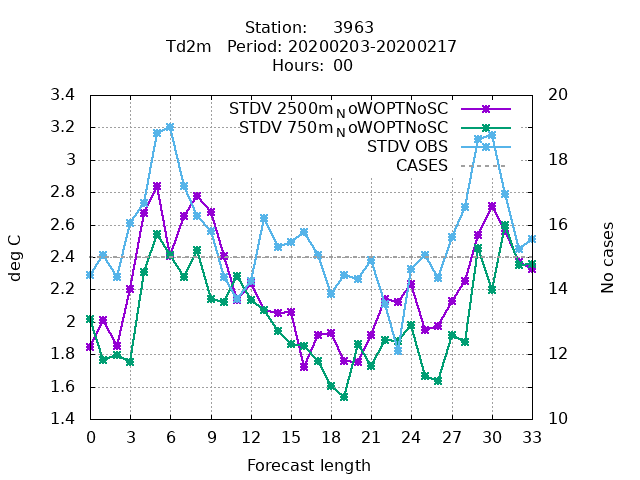 Station: 3963
Td2m Period: 20200203-20200217
Hours: 00
STDV 2500m_NoWOPTNoSC
STDV 750m_NoWOPTNoSC
STDV OBS
CASES
deg C
3.4
3.2
3
2.8
2.6
2.4
2.2
2
1.8
1.6
1.4
20
18
16
14
12
10
No cases
0 3 6 9 12 15 18 21 24 27 30 33
Forecast length